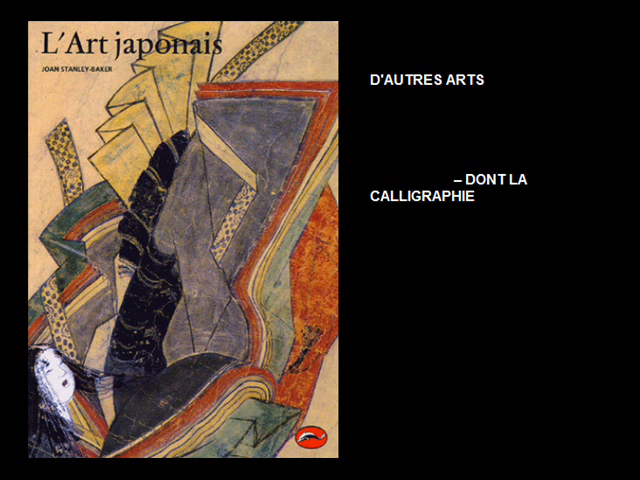 L'Art japonais
JOAN STANLEY-BAKER
D'AUTRES ARTS
– DONT LA
CALLIGRAPHIE